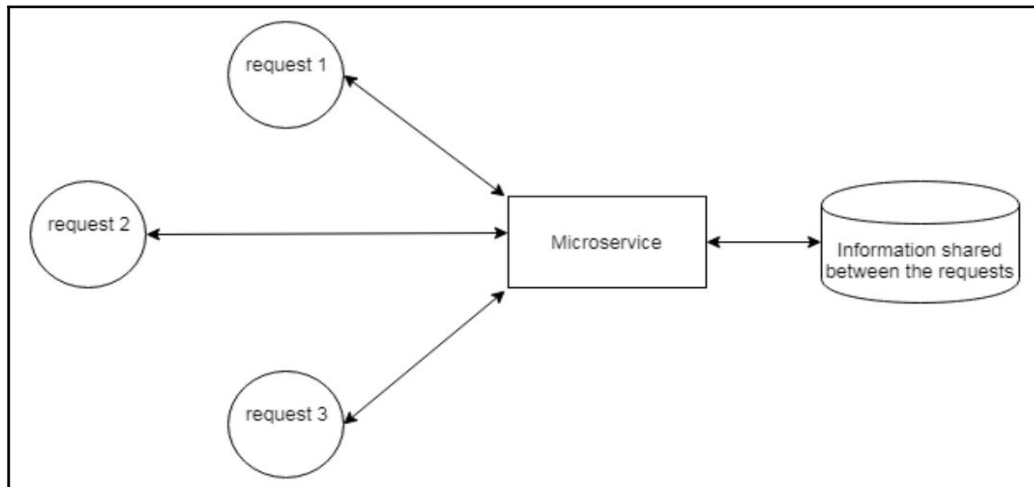 request 1
request 2
Microservice
Information shared
between the requests
request 3